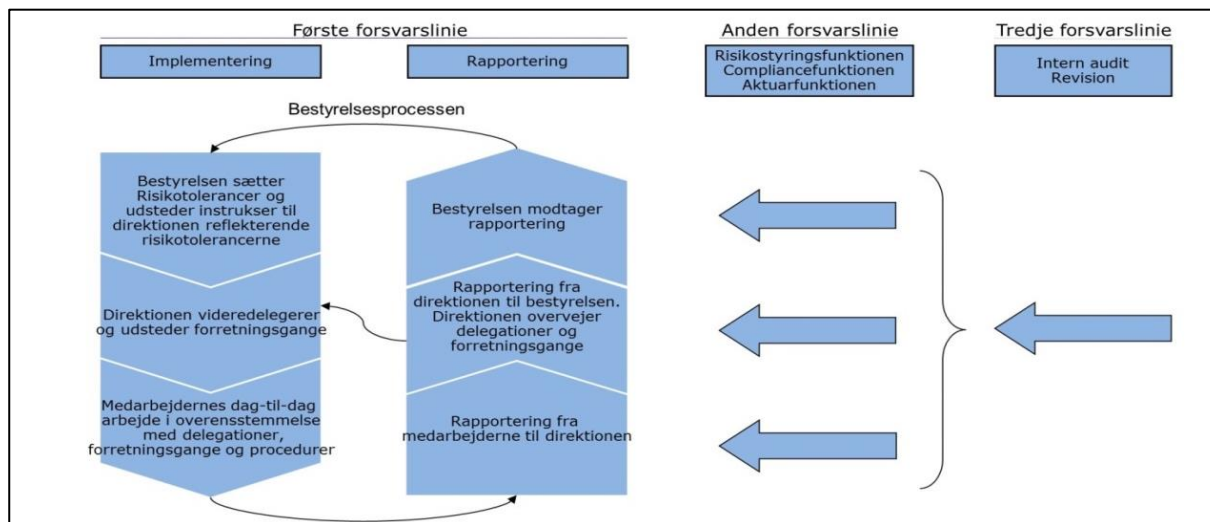 Første forsvarslinie
Implementering
Rapportering
Anden forsvarslinie
Risikostyringsfunktionen
Compliancefunktionen
Aktuarfunktionen
Tredje forsvarslinie
Intern audit
Revision
Bestyrelsesprocessen
Bestyrelsen sætter
Risikotolerancer og
udsteder instrukser til
direktionen reflekterende
risikotolerancerne
Direktionen videredelegerer
og udsteder forretningsgange
Medarbejdernes dag-til-dag
arbejde i overensstemmelse
med delegationer,
forretningsgange og procedurer
Bestyrelsen modtager
rapportering
Rapportering fra
direktionen til bestyrelsen.
Direktionen overvejer
delegationer og
forretningsgange
Rapportering fra
medarbejderne til direktionen